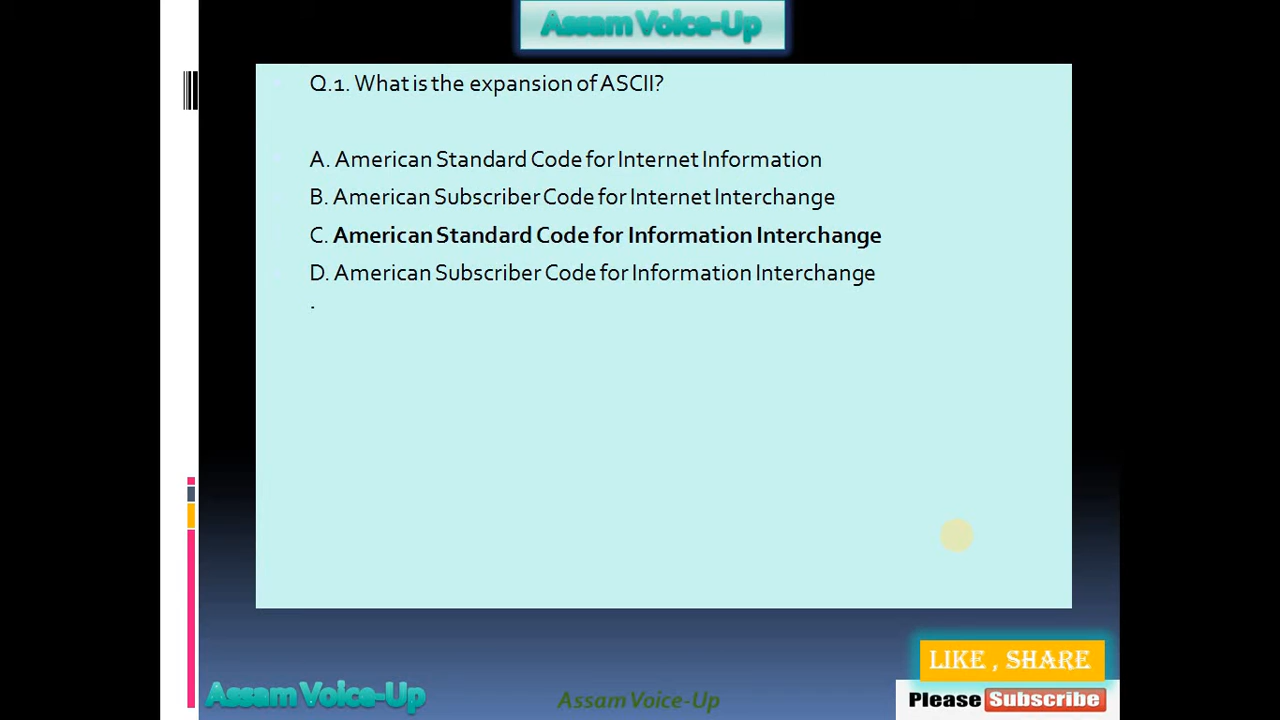 Assam Voice-Up
Q.1. What is the expansion of ASCII?
A. American Standard Code for Internet Information
B. American Subscriber Code for Internet Interchange
C. American Standard Code for Information Interchange
D. American Subscriber Code for Information Interchange
.
LIKE , SHARE
Assam Voice-Up
Assam Voice-Up
Please Subscribe